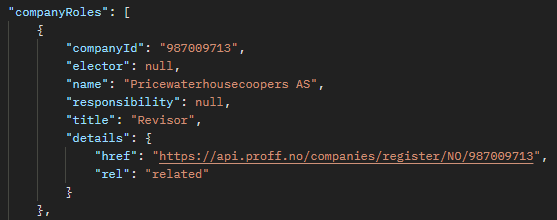 "companyRoles": [
{
"companyId": "987009713",
"elector": null,
"name": "Pricewaterhousecoopers AS",
"responsibility": null,
"title": "Revisor",
"details": {
"href": "https://api.proff.no/companies/register/NO/987009713",
"rel": "related"
}
},